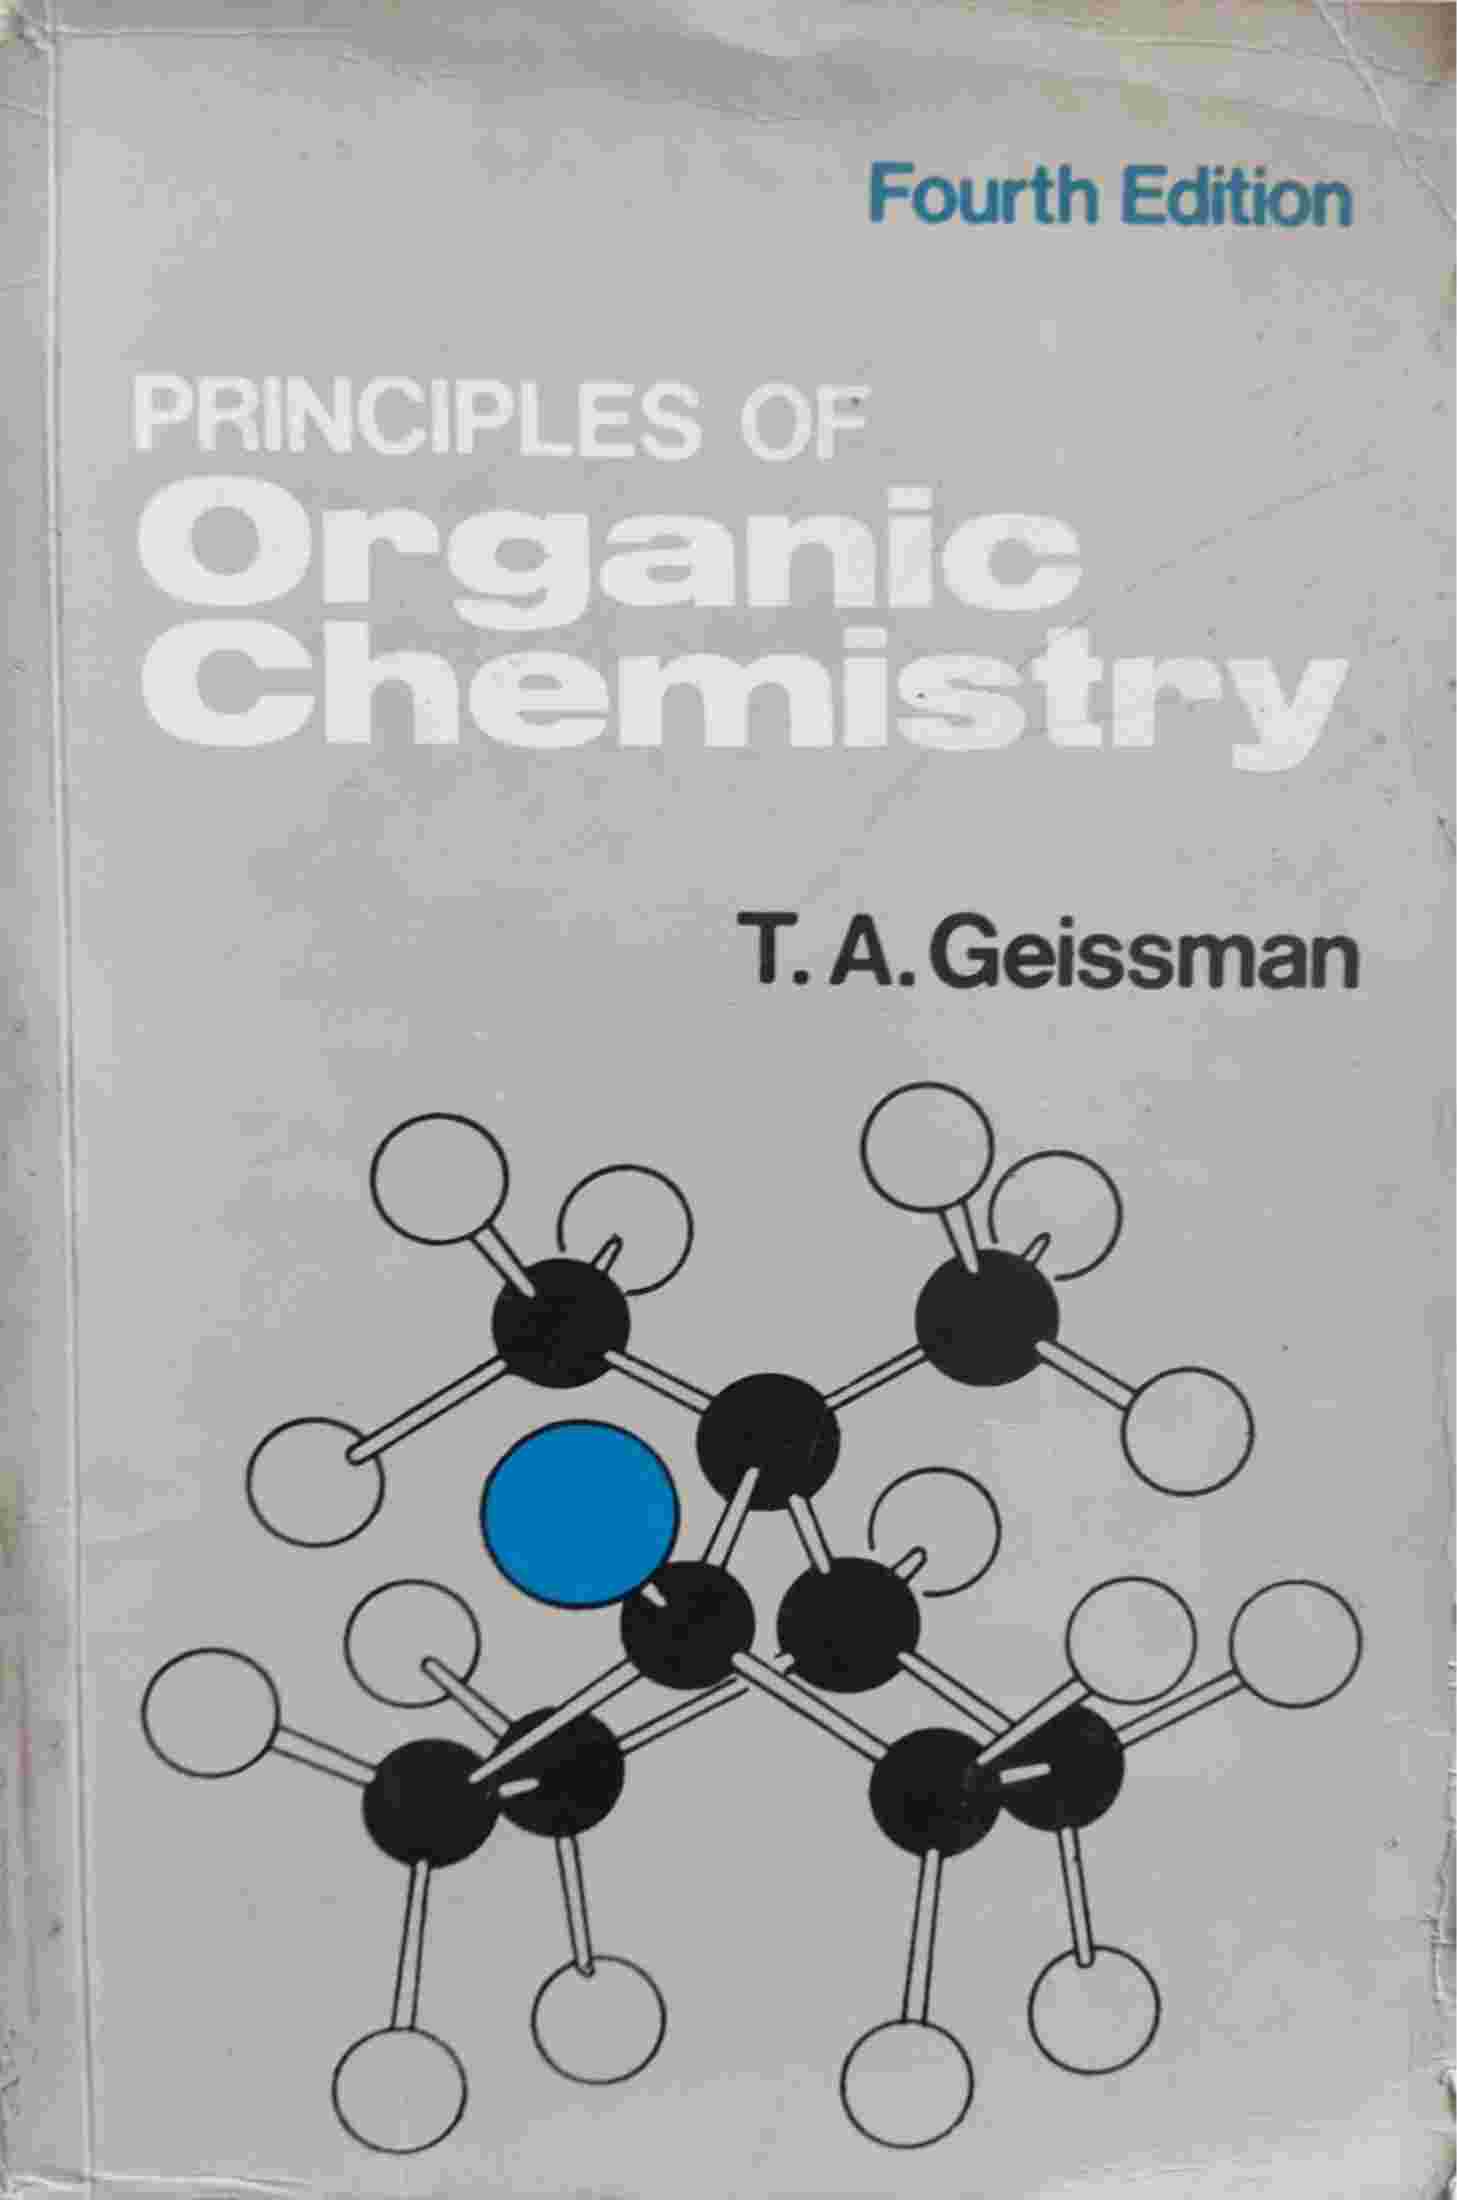 Fourth Edition
PRINCIPLES OF
Organic
Chemistry
T. A. Geissman